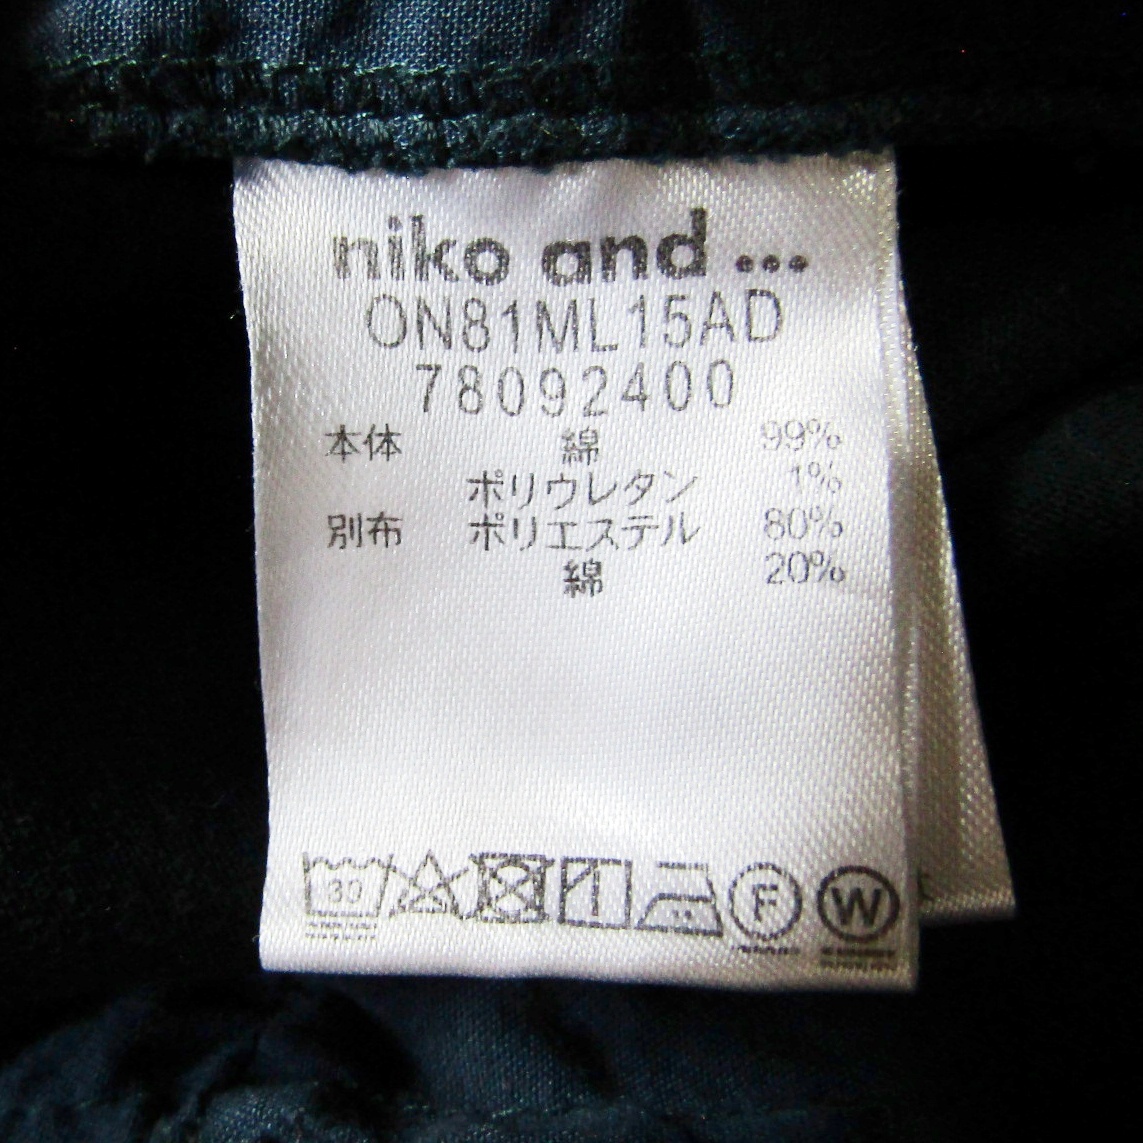 niko and ...
ON81ML15AD
78092400
本体 綿 99%
ポリウレタン 1%
別布 ポリエステル 80%
綿 20%
30 F W